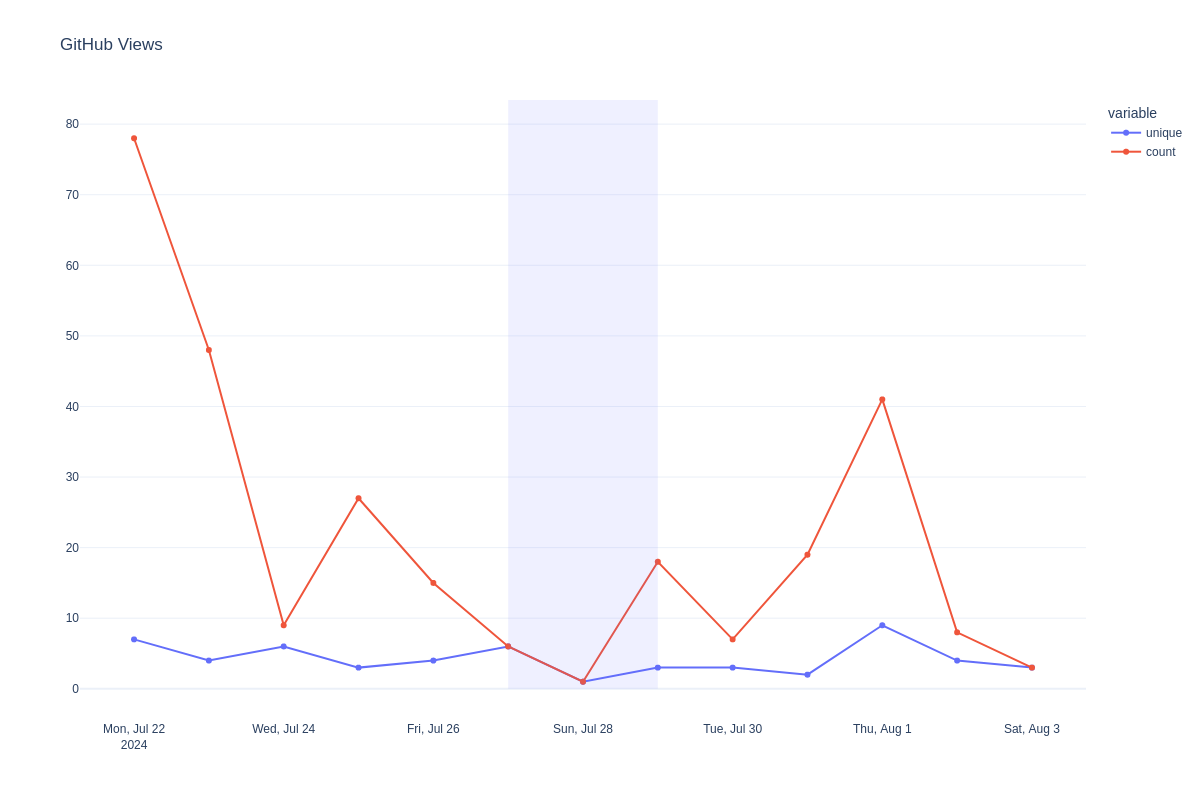 GitHub Views
variable
unique
count
80
70
60
50
40
30
20
10
0
Mon, Jul 22 Wed, Jul 24 Fri, Jul 26 Sun, Jul 28 Tue, Jul 30 Thu, Aug 1 Sat, Aug 3
2024